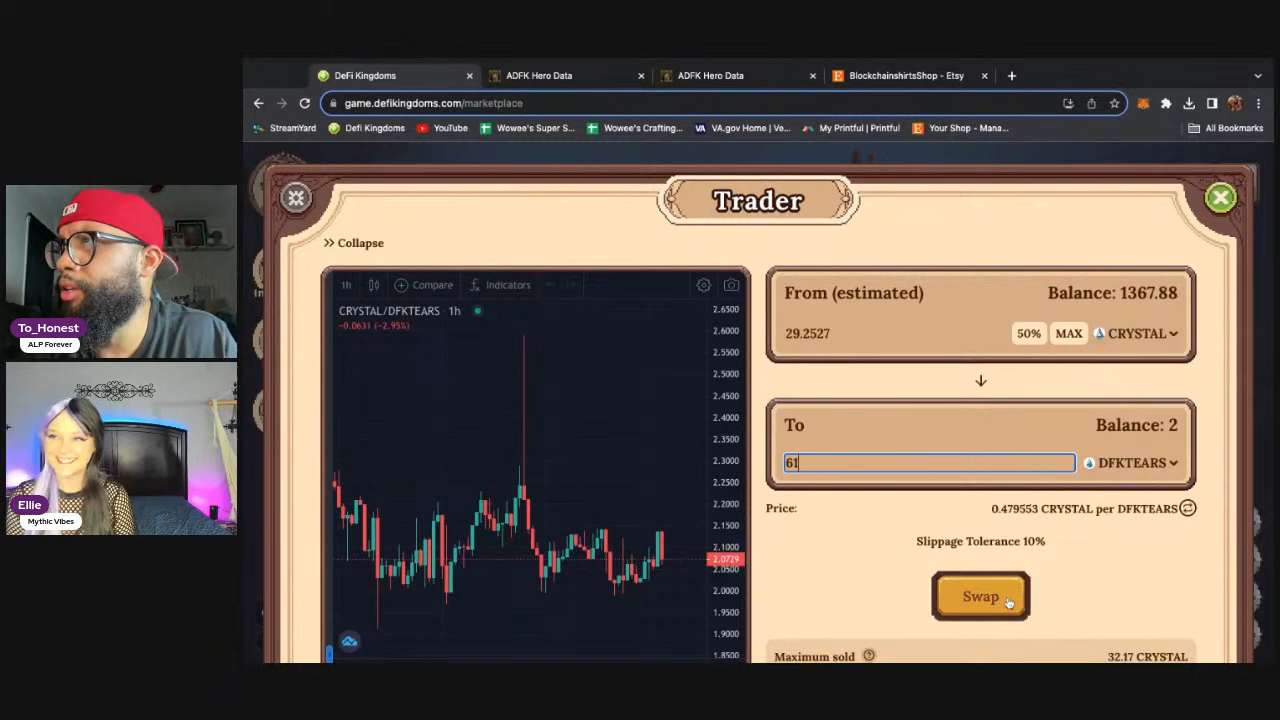 DeFi Kingdoms
ADFK Hero Data
ADFK Hero Data
BlockchainshirtsShop - Etsy
game.defikingdoms.com/marketplace
StreamYard
Defi Kingdoms
YouTube
Wowee's Super S...
Wowee's Crafting...
VA.gov Home | Ve...
My Printful | Printful
Your Shop - Mana...
All Bookmarks
Trader
>> Collapse
1h
Compare
Indicators
CRYSTAL/DFKTEARS · 1h
−0.0631 (−2.95%)
2.6500
2.6000
2.5500
2.5000
2.4500
2.4000
2.3500
2.3000
2.2500
2.2000
2.1500
2.1000
2.0729
2.0500
2.0000
1.9500
1.9000
1.8500
From (estimated)
Balance: 1367.88
29.2527
50%
MAX
CRYSTAL
To
Balance: 2
61
DFKTEARS
Price:
0.479553 CRYSTAL per DFKTEARS
Slippage Tolerance 10%
Swap
Maximum sold
32.17 CRYSTAL
To_Honest
ALP Forever
Ellie
Mythic Vibes